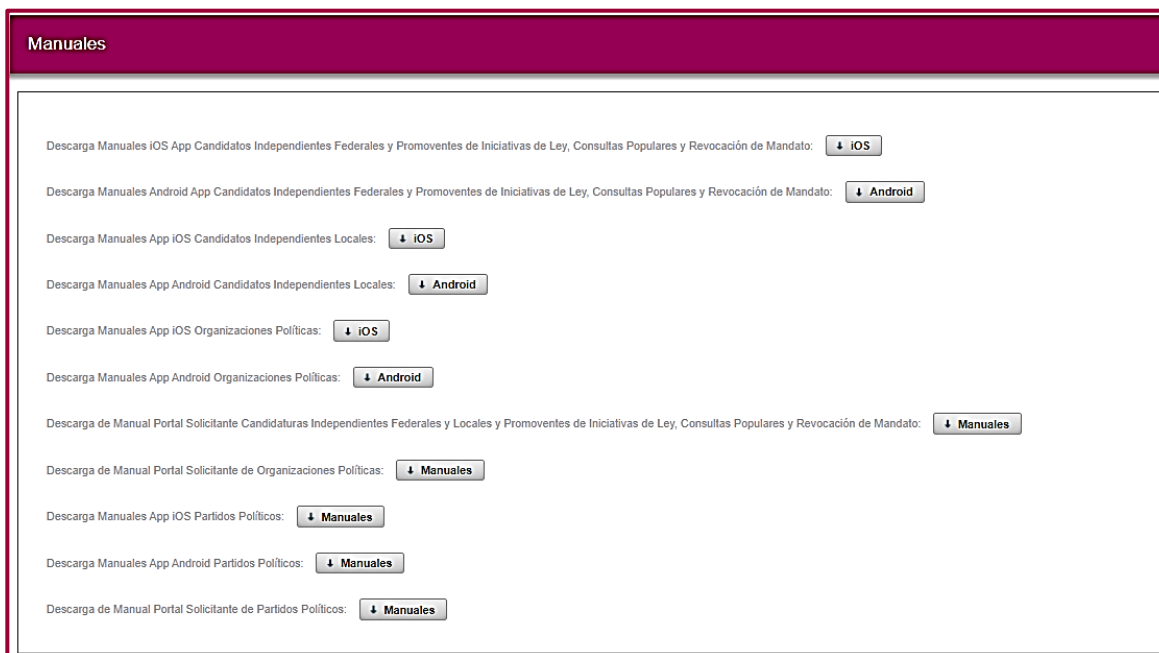 Manuales
Descarga Manuales iOS App Candidatos Independientes Federales y Promoventes de Iniciativas de Ley, Consultas Populares y Revocación de Mandato: iOS
Descarga Manuales Android App Candidatos Independientes Federales y Promoventes de Iniciativas de Ley, Consultas Populares y Revocación de Mandato: Android
Descarga Manuales App iOS Candidatos Independientes Locales: iOS
Descarga Manuales App Android Candidatos Independientes Locales: Android
Descarga Manuales App iOS Organizaciones Políticas: iOS
Descarga Manuales App Android Organizaciones Políticas: Android
Descarga de Manual Portal Solicitante Candidaturas Independientes Federales y Locales y Promoventes de Iniciativas de Ley, Consultas Populares y Revocación de Mandato: Manuales
Descarga de Manual Portal Solicitante de Organizaciones Políticas: Manuales
Descarga Manuales App iOS Partidos Políticos: Manuales
Descarga Manuales App Android Partidos Políticos: Manuales
Descarga de Manual Portal Solicitante de Partidos Políticos: Manuales